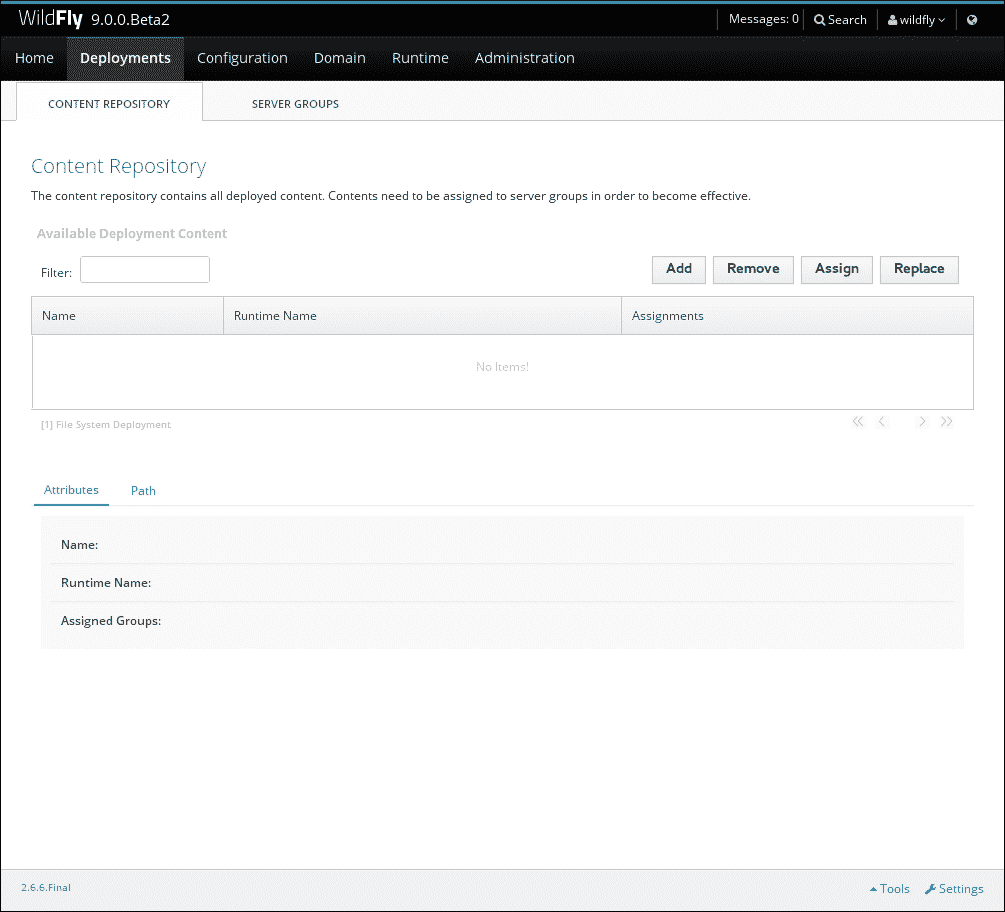 WildFly 9.0.0.Beta2 Messages: 0 Search wildfly
Home Deployments Configuration Domain Runtime Administration
CONTENT REPOSITORY SERVER GROUPS
Content Repository
The content repository contains all deployed content. Contents need to be assigned to server groups in order to become effective.
Available Deployment Content
Filter: Add Remove Assign Replace
Name Runtime Name Assignments
No Items!
[1] File System Deployment
Attributes Path
Name:
Runtime Name:
Assigned Groups:
2.6.6.Final Tools Settings